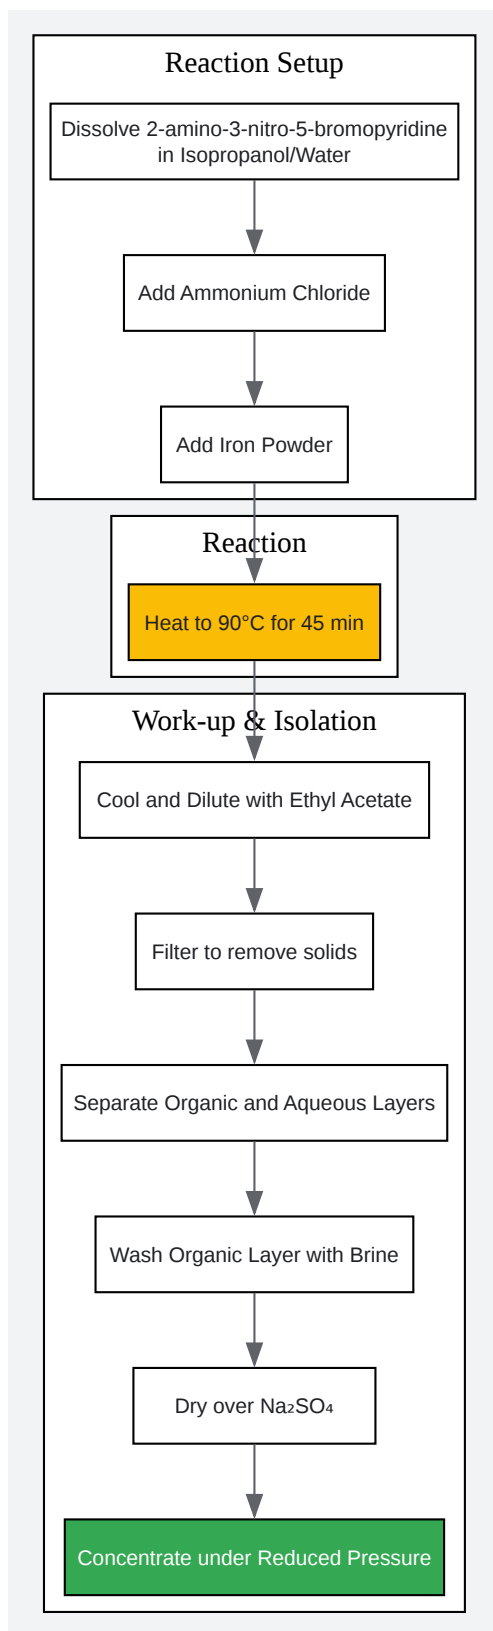 Reaction Setup
Dissolve 2-amino-3-nitro-5-bromopyridine
in Isopropanol/Water
Add Ammonium Chloride
Add Iron Powder
Reaction
Heat to 90°C for 45 min
Work-up & Isolation
Cool and Dilute with Ethyl Acetate
Filter to remove solids
Separate Organic and Aqueous Layers
Wash Organic Layer with Brine
Dry over Na₂SO₄
Concentrate under Reduced Pressure